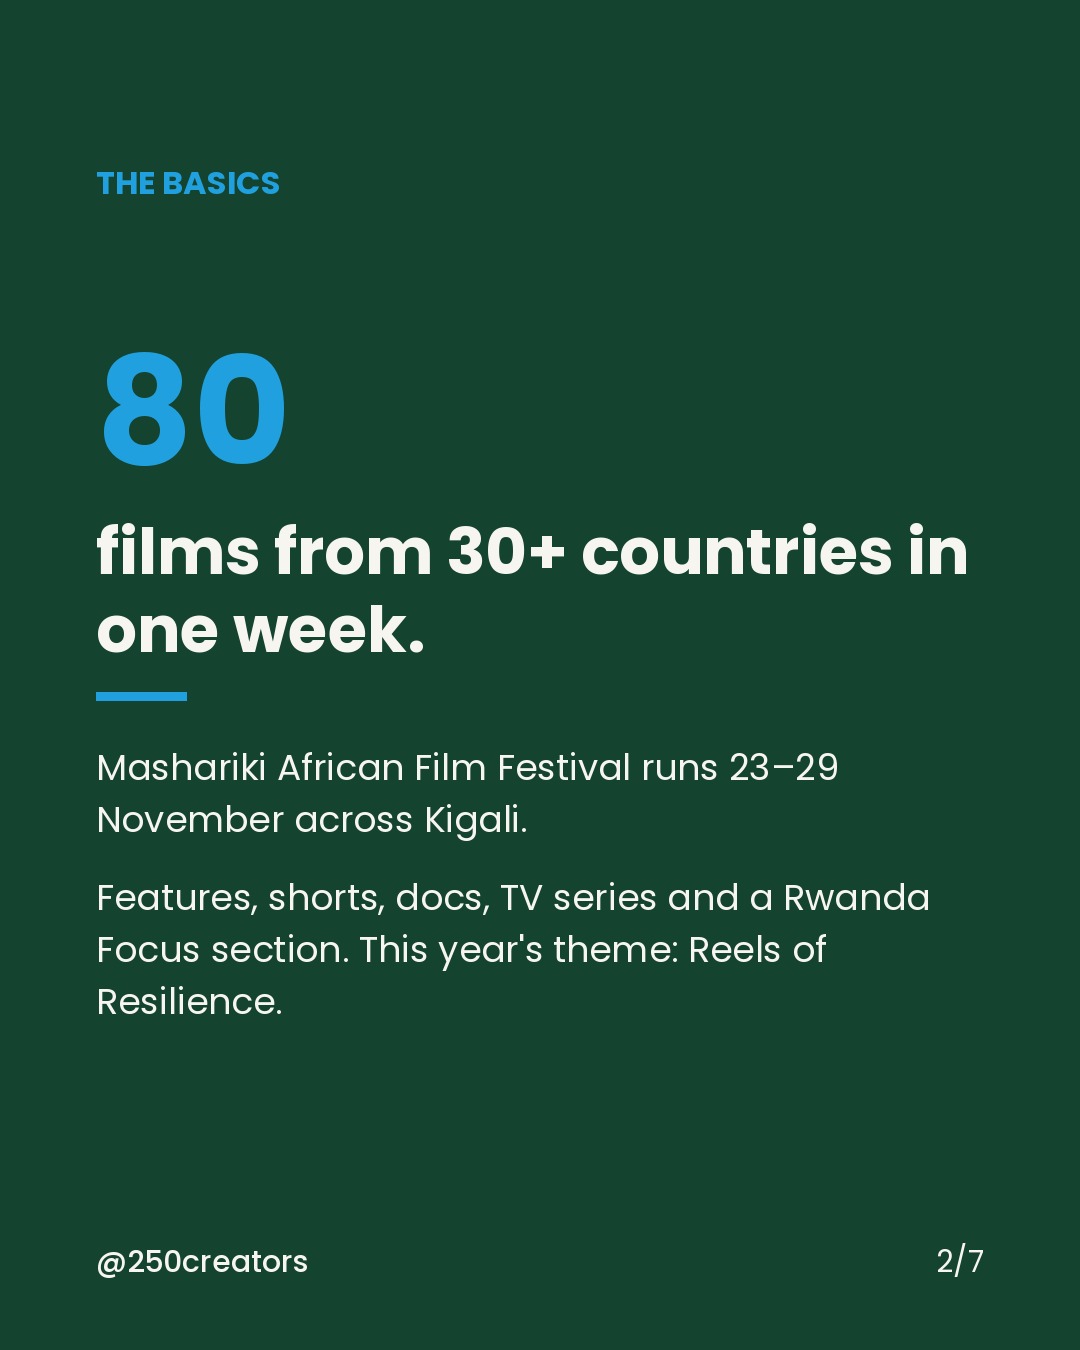 THE BASICS
80
films from 30+ countries in
one week.
Mashariki African Film Festival runs 23–29
November across Kigali.
Features, shorts, docs, TV series and a Rwanda
Focus section. This year's theme: Reels of
Resilience.
@250creators
2/7